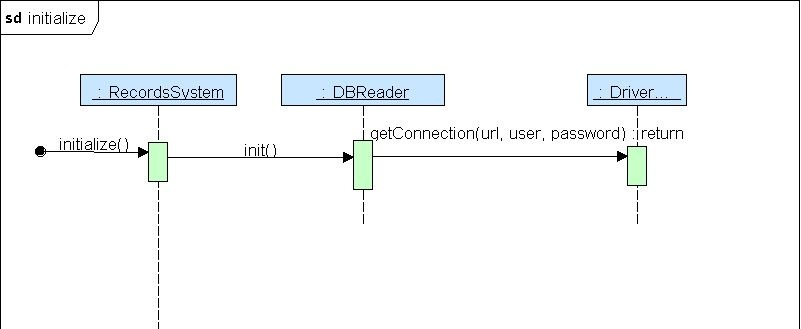 sd initialize
: RecordsSystem
: DBReader
: Driver...
initialize()
init()
getConnection(url, user, password) : return